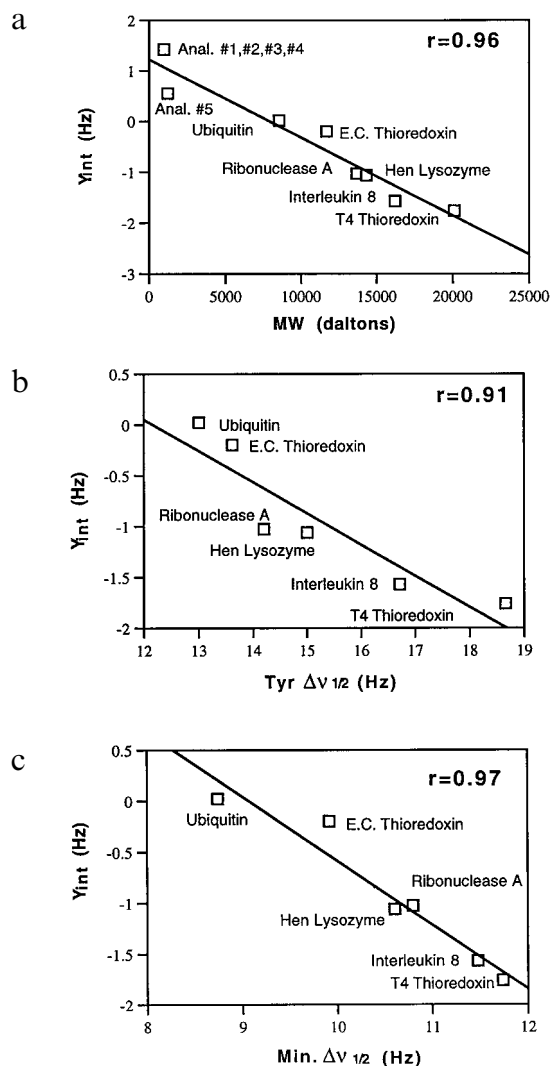 a
r=0.96
Anal. #1,#2,#3,#4
Anal. #5
Ubiquitin
E.C. Thioredoxin
Ribonuclease A
Hen Lysozyme
Interleukin 8
T4 Thioredoxin
Yint (Hz)
2
1
0
-1
-2
-3
0 5000 10000 15000 20000 25000
MW (daltons)
b
r=0.91
Ubiquitin
E.C. Thioredoxin
Ribonuclease A
Hen Lysozyme
Interleukin 8
T4 Thioredoxin
Yint (Hz)
0.5
0
-0.5
-1
-1.5
-2
12 13 14 15 16 17 18 19
Tyr Δν 1/2 (Hz)
c
r=0.97
Ubiquitin
E.C. Thioredoxin
Ribonuclease A
Hen Lysozyme
Interleukin 8
T4 Thioredoxin
Yint (Hz)
0.5
0
-0.5
-1
-1.5
-2
8 9 10 11 12
Min. Δν 1/2 (Hz)